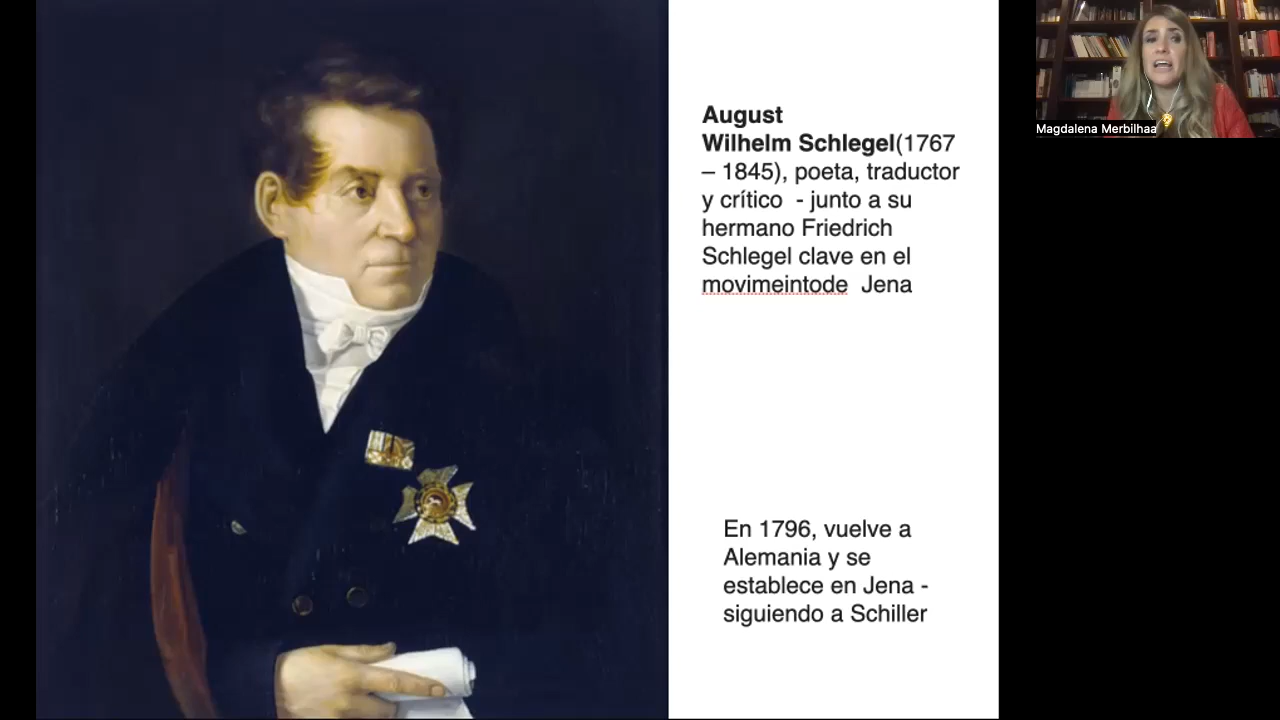 August
Wilhelm Schlegel(1767
– 1845), poeta, traductor
y crítico  - junto a su
hermano Friedrich
Schlegel clave en el
movimeintode  Jena
En 1796, vuelve a
Alemania y se
establece en Jena -
siguiendo a Schiller
Magdalena Merbilhaa